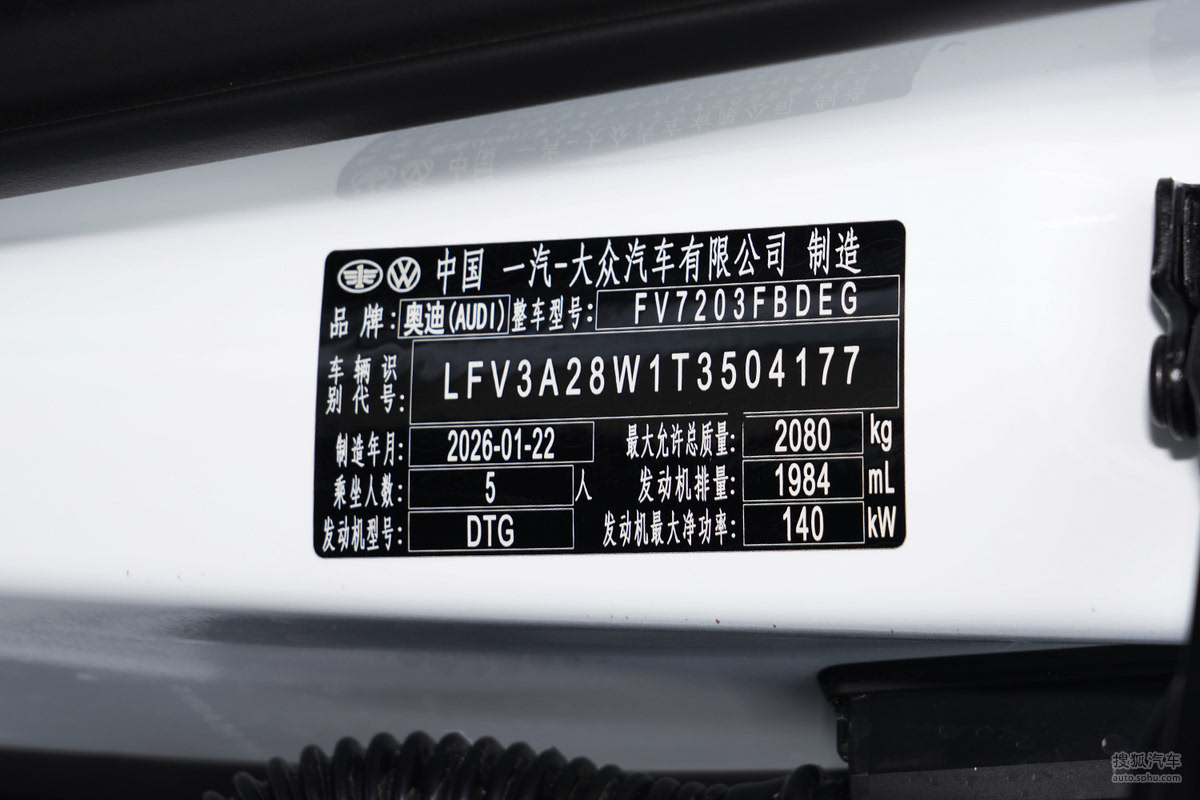 中国 一汽-大众汽车有限公司 制造
品牌: 奥迪(AUDI) 整车型号: FV7203FBDEG
车辆识别代号: LFV3A28W1T3504177
制造年月: 2026-01-22 最大允许总质量: 2080 kg
乘坐人数: 5 人 发动机排量: 1984 mL
发动机型号: DTG 发动机最大净功率: 140 kW
搜狐汽车
auto.sohu.com